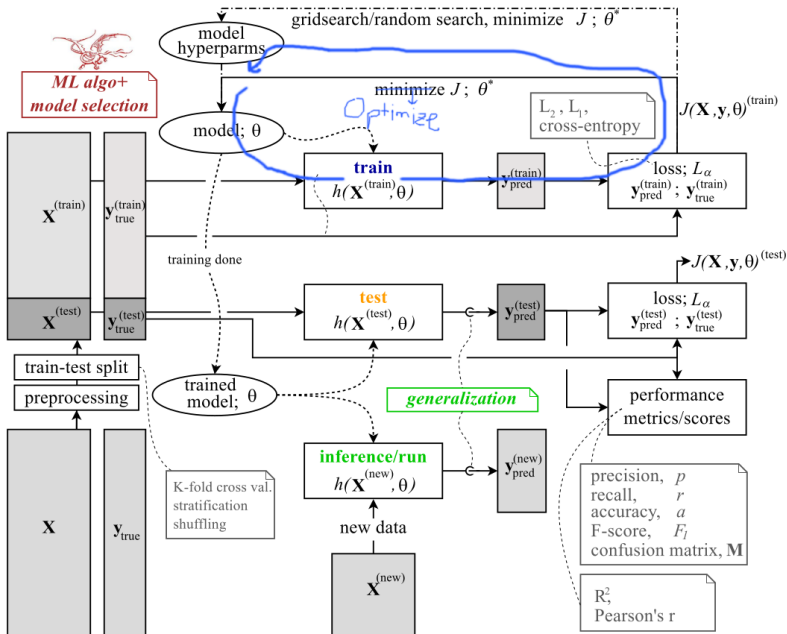 gridsearch/random search, minimize J ; θ*
model
hyperparms
ML algo+
model selection
minimize J ; θ*
Optimize
model; θ
L₂ , L₁ ,
cross-entropy
J(X ,y,θ)(train)
X(train)
y(train)true
train
h(X(train), θ)
y(train)pred
loss; Lα
y(train)pred ; y(train)true
training done
J(X ,y,θ)(test)
X(test)
y(test)true
test
h(X(test), θ)
y(test)pred
loss; Lα
y(test)pred ; y(test)true
train-test split
preprocessing
trained
model; θ
generalization
performance
metrics/scores
inference/run
h(X(new), θ)
y(new)pred
K-fold cross val.
stratification
shuffling
precision, p
recall, r
accuracy, a
F-score, F₁
confusion matrix, M
X
ytrue
new data
X(new)
R²,
Pearson's r